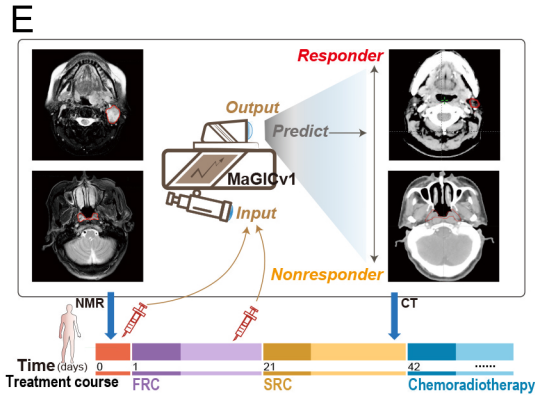 E
Responder
Output
Predict
MaGICv1
Input
Nonresponder
NMR
CT
Time (days) 0 1 21 42 ······
Treatment course FRC SRC Chemoradiotherapy